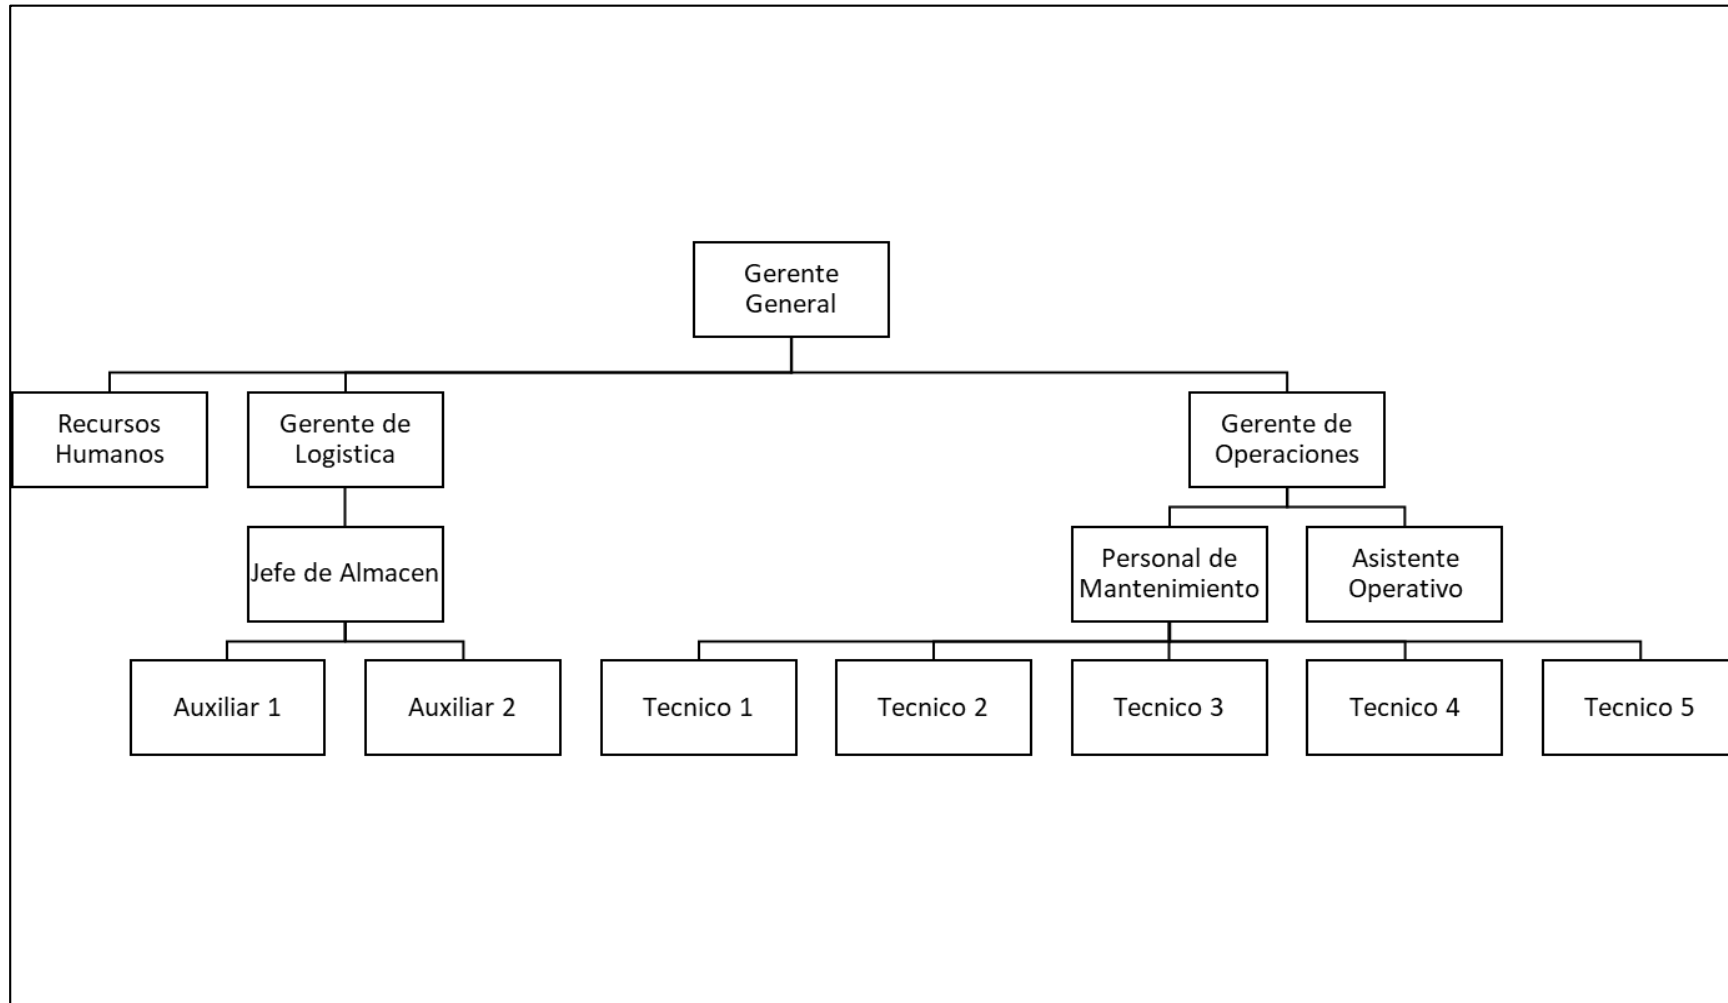 Gerente
General
Recursos
Humanos
Gerente de
Logistica
Gerente de
Operaciones
Jefe de Almacen
Personal de
Mantenimiento
Asistente
Operativo
Auxiliar 1
Auxiliar 2
Tecnico 1
Tecnico 2
Tecnico 3
Tecnico 4
Tecnico 5